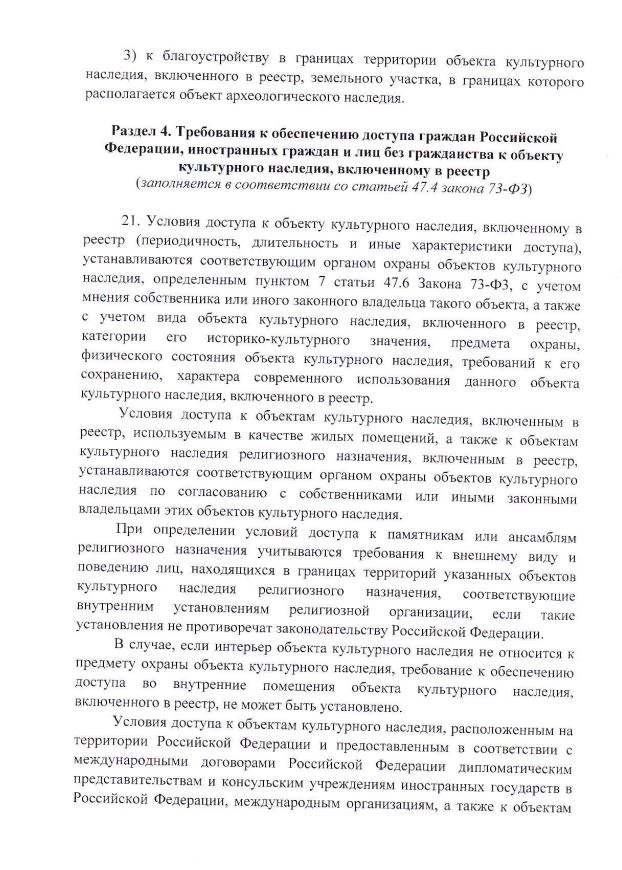 3) к благоустройству в границах территории объекта культурного
наследия, включенного в реестр, земельного участка, в границах которого
располагается объект археологического наследия.
Раздел 4. Требования к обеспечению доступа граждан Российской
Федерации, иностранных граждан и лиц без гражданства к объекту
культурного наследия, включенному в реестр
(заполняется в соответствии со статьей 47.4 закона 73-ФЗ)
21. Условия доступа к объекту культурного наследия, включенному в
реестр (периодичность, длительность и иные характеристики доступа),
устанавливаются соответствующим органом охраны объектов культурного
наследия, определенным пунктом 7 статьи 47.6 Закона 73-ФЗ, с учетом
мнения собственника или иного законного владельца такого объекта, а также
с учетом вида объекта культурного наследия, включенного в реестр,
категории его историко-культурного значения, предмета охраны,
физического состояния объекта культурного наследия, требований к его
сохранению, характера современного использования данного объекта
культурного наследия, включенного в реестр.
Условия доступа к объектам культурного наследия, включенным в
реестр, используемым в качестве жилых помещений, а также к объектам
культурного наследия религиозного назначения, включенным в реестр,
устанавливаются соответствующим органом охраны объектов культурного
наследия по согласованию с собственниками или иными законными
владельцами этих объектов культурного наследия.
При определении условий доступа к памятникам или ансамблям
религиозного назначения учитываются требования к внешнему виду и
поведению лиц, находящихся в границах территорий указанных объектов
культурного наследия религиозного назначения, соответствующие
внутренним установлениям религиозной организации, если такие
установления не противоречат законодательству Российской Федерации.
В случае, если интерьер объекта культурного наследия не относится к
предмету охраны объекта культурного наследия, требование к обеспечению
доступа во внутренние помещения объекта культурного наследия,
включенного в реестр, не может быть установлено.
Условия доступа к объектам культурного наследия, расположенным на
территории Российской Федерации и предоставленным в соответствии с
международными договорами Российской Федерации дипломатическим
представительствам и консульским учреждениям иностранных государств в
Российской Федерации, международным организациям, а также к объектам